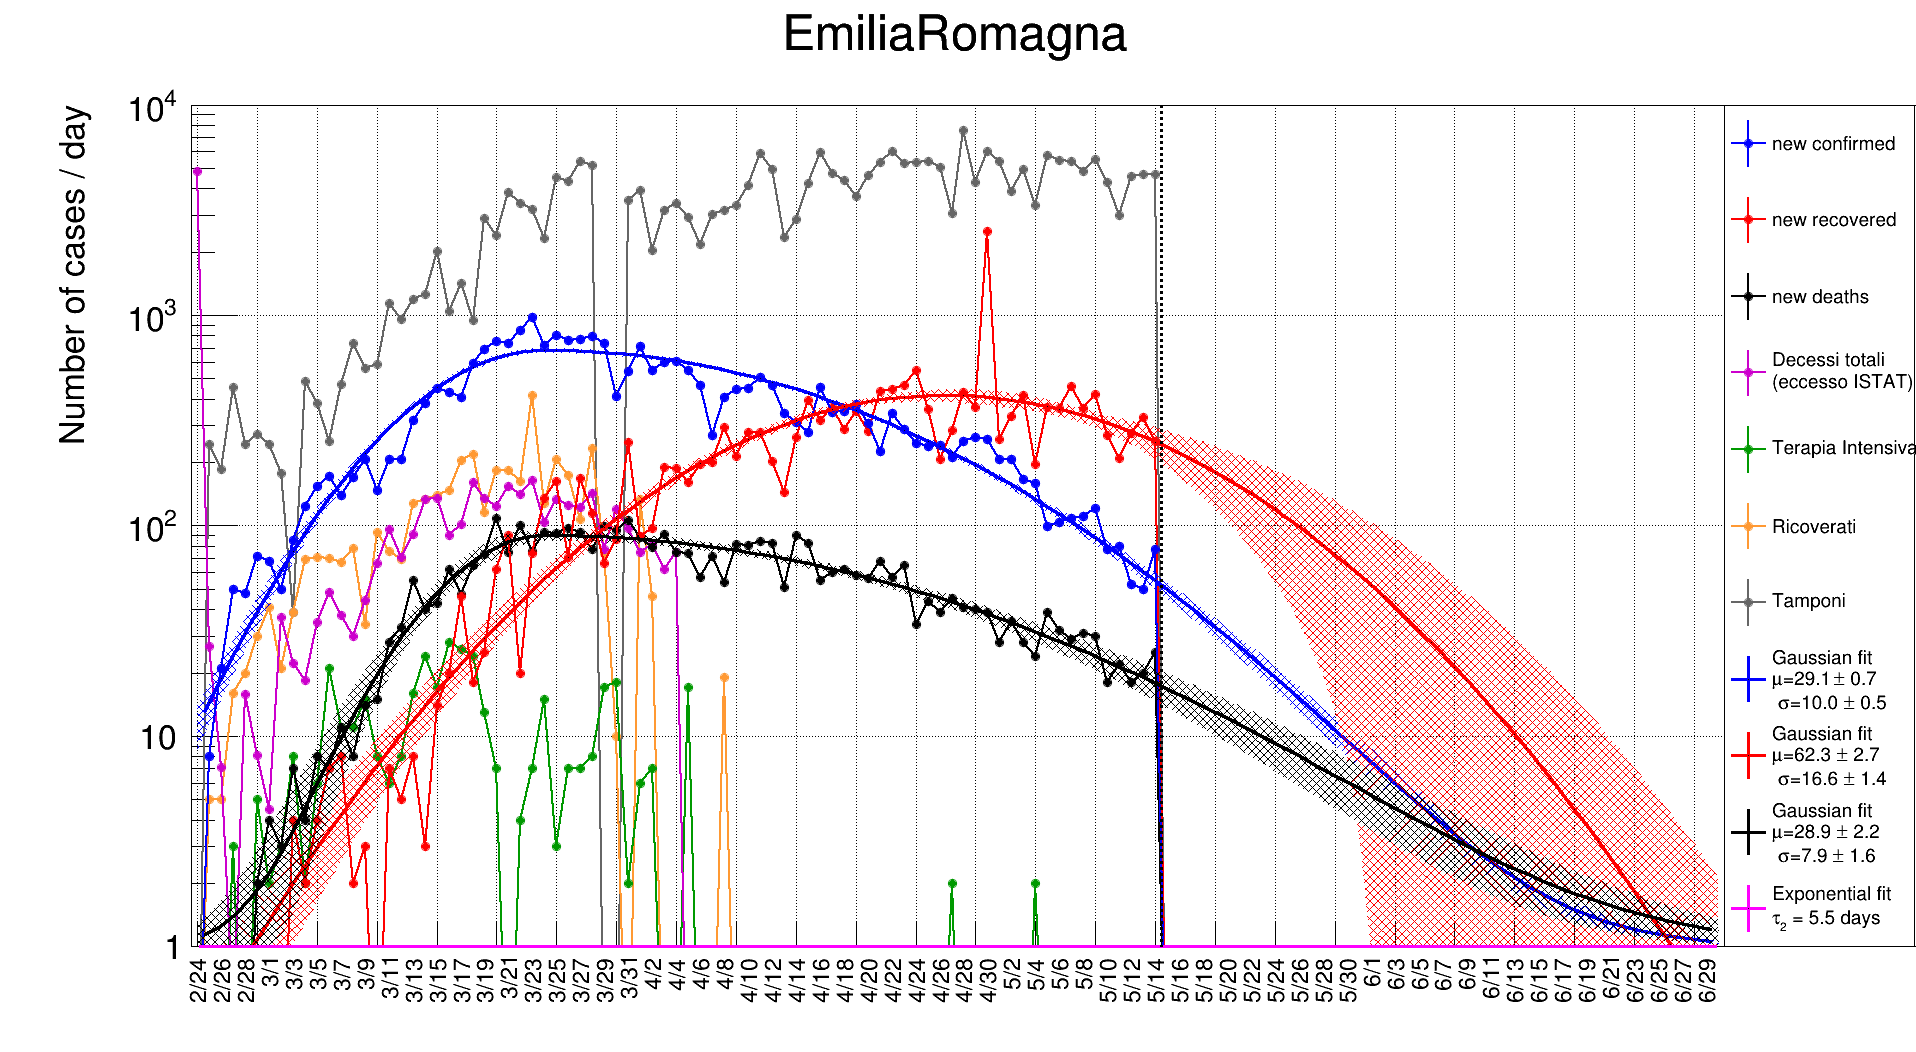 EmiliaRomagna
Number of cases / day
10^4
10^3
10^2
10
1
2/24 2/26 2/28 3/1 3/3 3/5 3/7 3/9 3/11 3/13 3/15 3/17 3/19 3/21 3/23 3/25 3/27 3/29 3/31 4/2 4/4 4/6 4/8 4/10 4/12 4/14 4/16 4/18 4/20 4/22 4/24 4/26 4/28 4/30 5/2 5/4 5/6 5/8 5/10 5/12 5/14 5/16 5/18 5/20 5/22 5/24 5/26 5/28 5/30 6/1 6/3 6/5 6/7 6/9 6/11 6/13 6/15 6/17 6/19 6/21 6/23 6/25 6/27 6/29
new confirmed
new recovered
new deaths
Decessi totali
(eccesso ISTAT)
Terapia Intensiva
Ricoverati
Tamponi
Gaussian fit
μ=29.1 ± 0.7
σ=10.0 ± 0.5
Gaussian fit
μ=62.3 ± 2.7
σ=16.6 ± 1.4
Gaussian fit
μ=28.9 ± 2.2
σ=7.9 ± 1.6
Exponential fit
τ₂ = 5.5 days